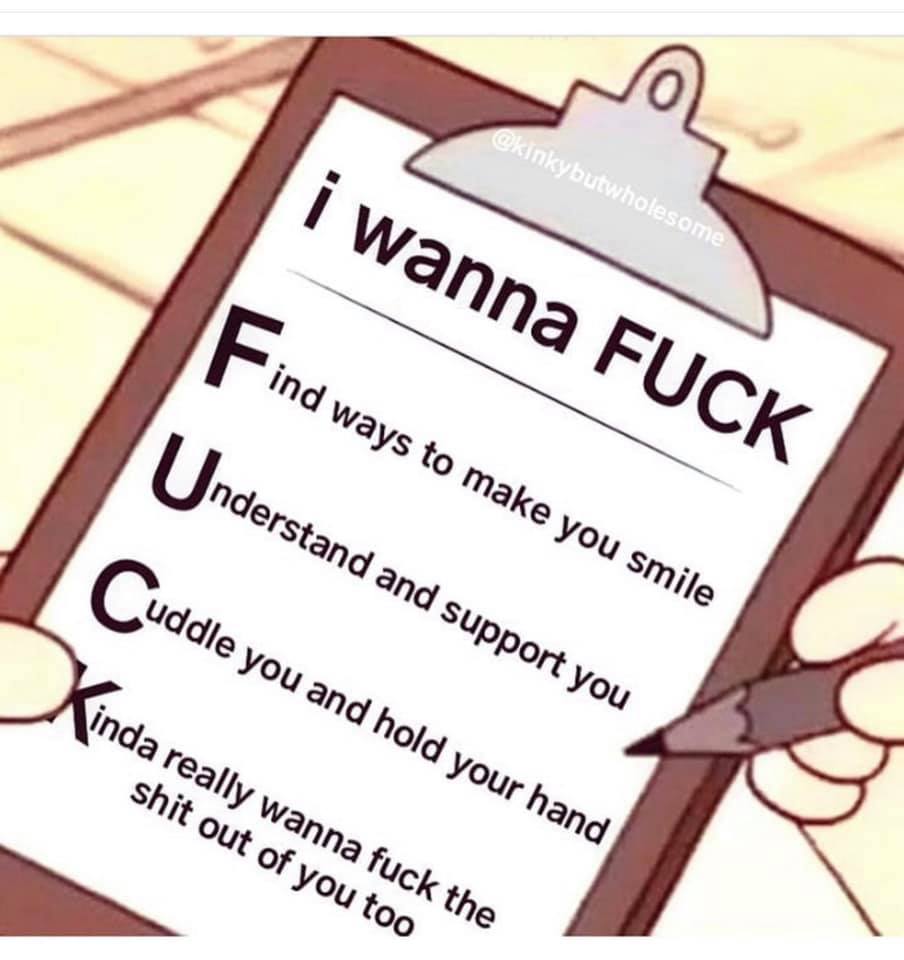 @kinkybutwholesome
i wanna FUCK
Find ways to make you smile
Understand and support you
Cuddle you and hold your hand
Kinda really wanna fuck the
shit out of you too